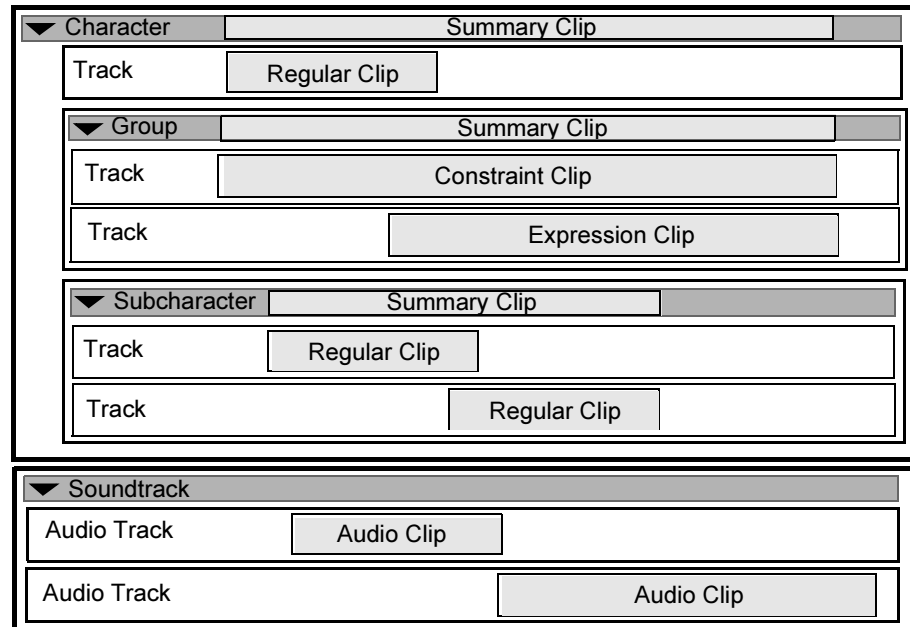 Character Summary Clip
Track Regular Clip
Group Summary Clip
Track Constraint Clip
Track Expression Clip
Subcharacter Summary Clip
Track Regular Clip
Track Regular Clip
Soundtrack
Audio Track Audio Clip
Audio Track Audio Clip